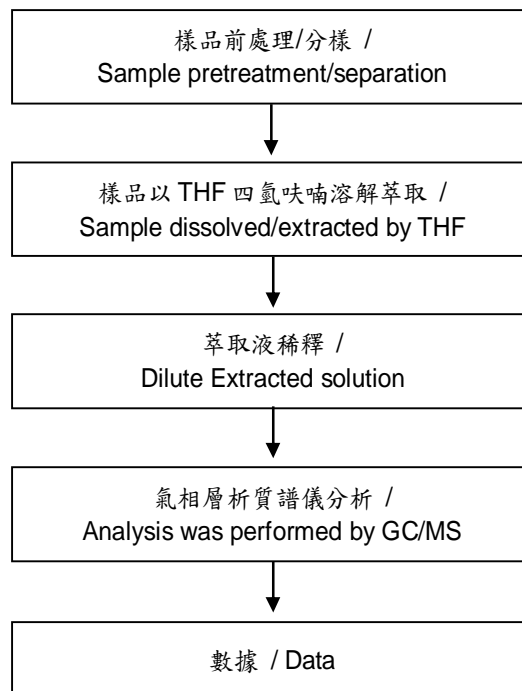 樣品前處理/分樣 /
Sample pretreatment/separation
樣品以 THF 四氫呋喃溶解萃取 /
Sample dissolved/extracted by THF
萃取液稀釋 /
Dilute Extracted solution
氣相層析質譜儀分析 /
Analysis was performed by GC/MS
數據 / Data